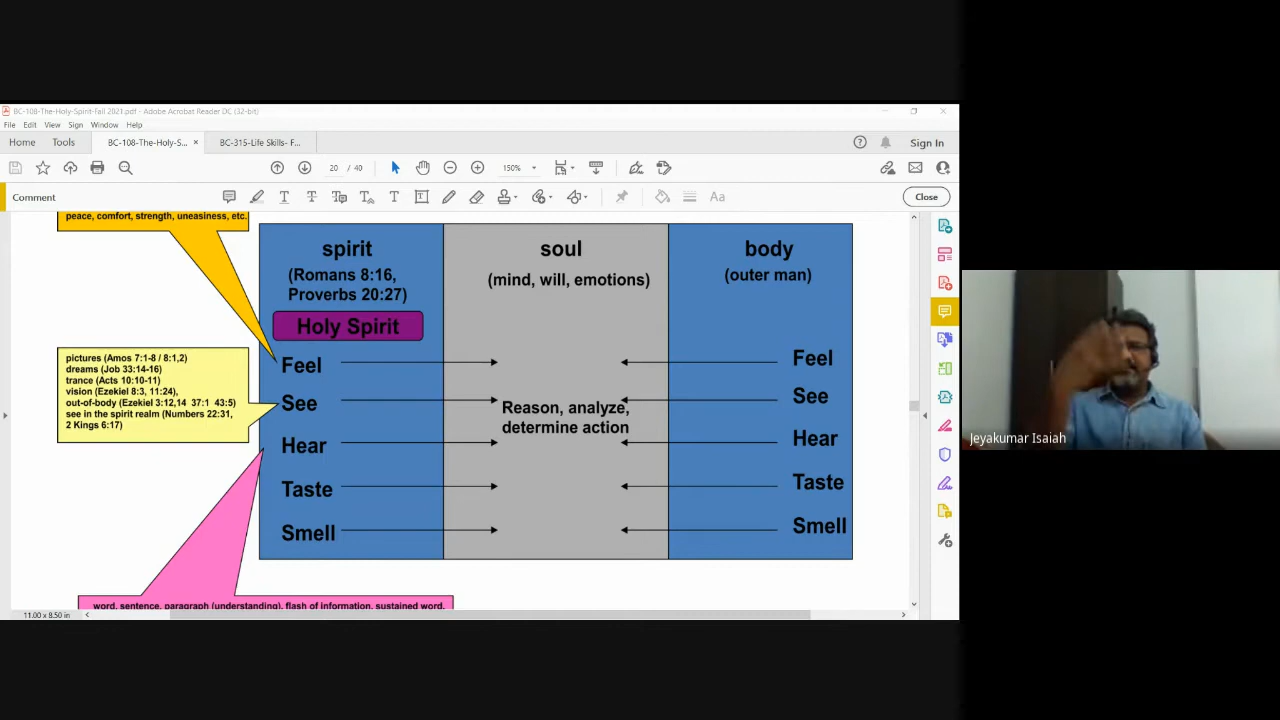 BC-108-The-Holy-Spirit-Fall 2021.pdf - Adobe Acrobat Reader DC (32-bit)
File Edit View Sign Window Help
Home Tools BC-108-The-Holy-S... × BC-315-Life Skills- F... Sign In
20 / 40 150%
Comment Close
peace, comfort, strength, uneasiness, etc.
spirit
(Romans 8:16,
Proverbs 20:27)
Holy Spirit
Feel
See
Hear
Taste
Smell
soul
(mind, will, emotions)
Reason, analyze,
determine action
body
(outer man)
Feel
See
Hear
Taste
Smell
pictures (Amos 7:1-8 / 8:1,2)
dreams (Job 33:14-16)
trance (Acts 10:10-11)
vision (Ezekiel 8:3, 11:24),
out-of-body (Ezekiel 3:12,14 37:1 43:5)
see in the spirit realm (Numbers 22:31,
2 Kings 6:17)
word, sentence, paragraph (understanding), flash of information, sustained word,
11.00 x 8.50 in
Jeyakumar Isaiah